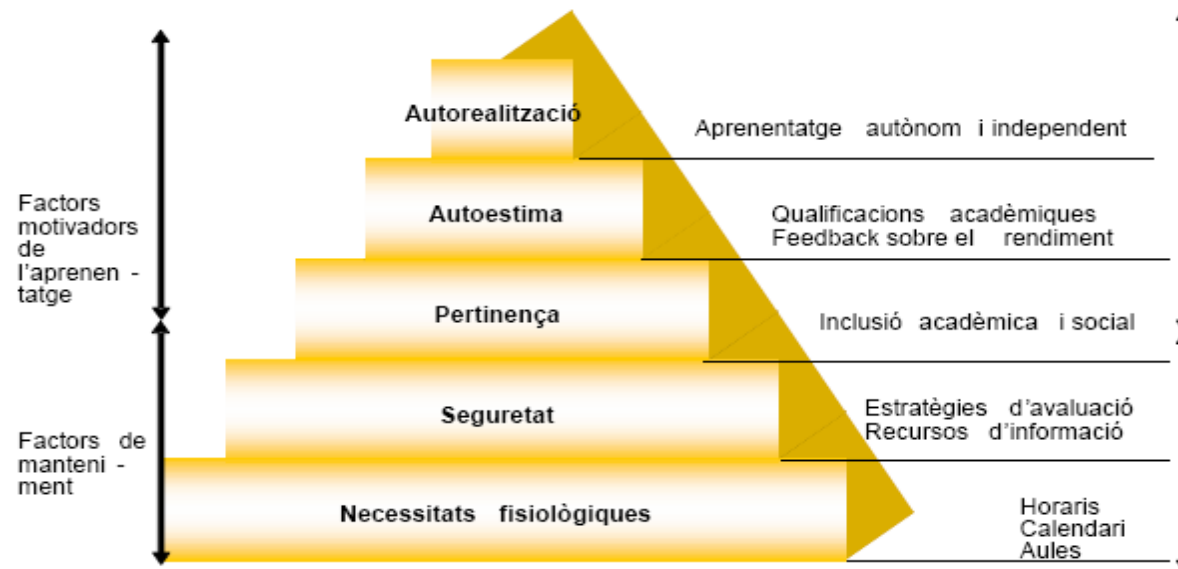 Autorealització
Aprenentatge autònom i independent
Factors
motivadors
de
l'aprenen -
tatge
Autoestima
Qualificacions acadèmiques
Feedback sobre el rendiment
Pertinença
Inclusió acadèmica i social
Seguretat
Estratègies d'avaluació
Recursos d'informació
Factors de
manteni -
ment
Necessitats fisiològiques
Horaris
Calendari
Aules